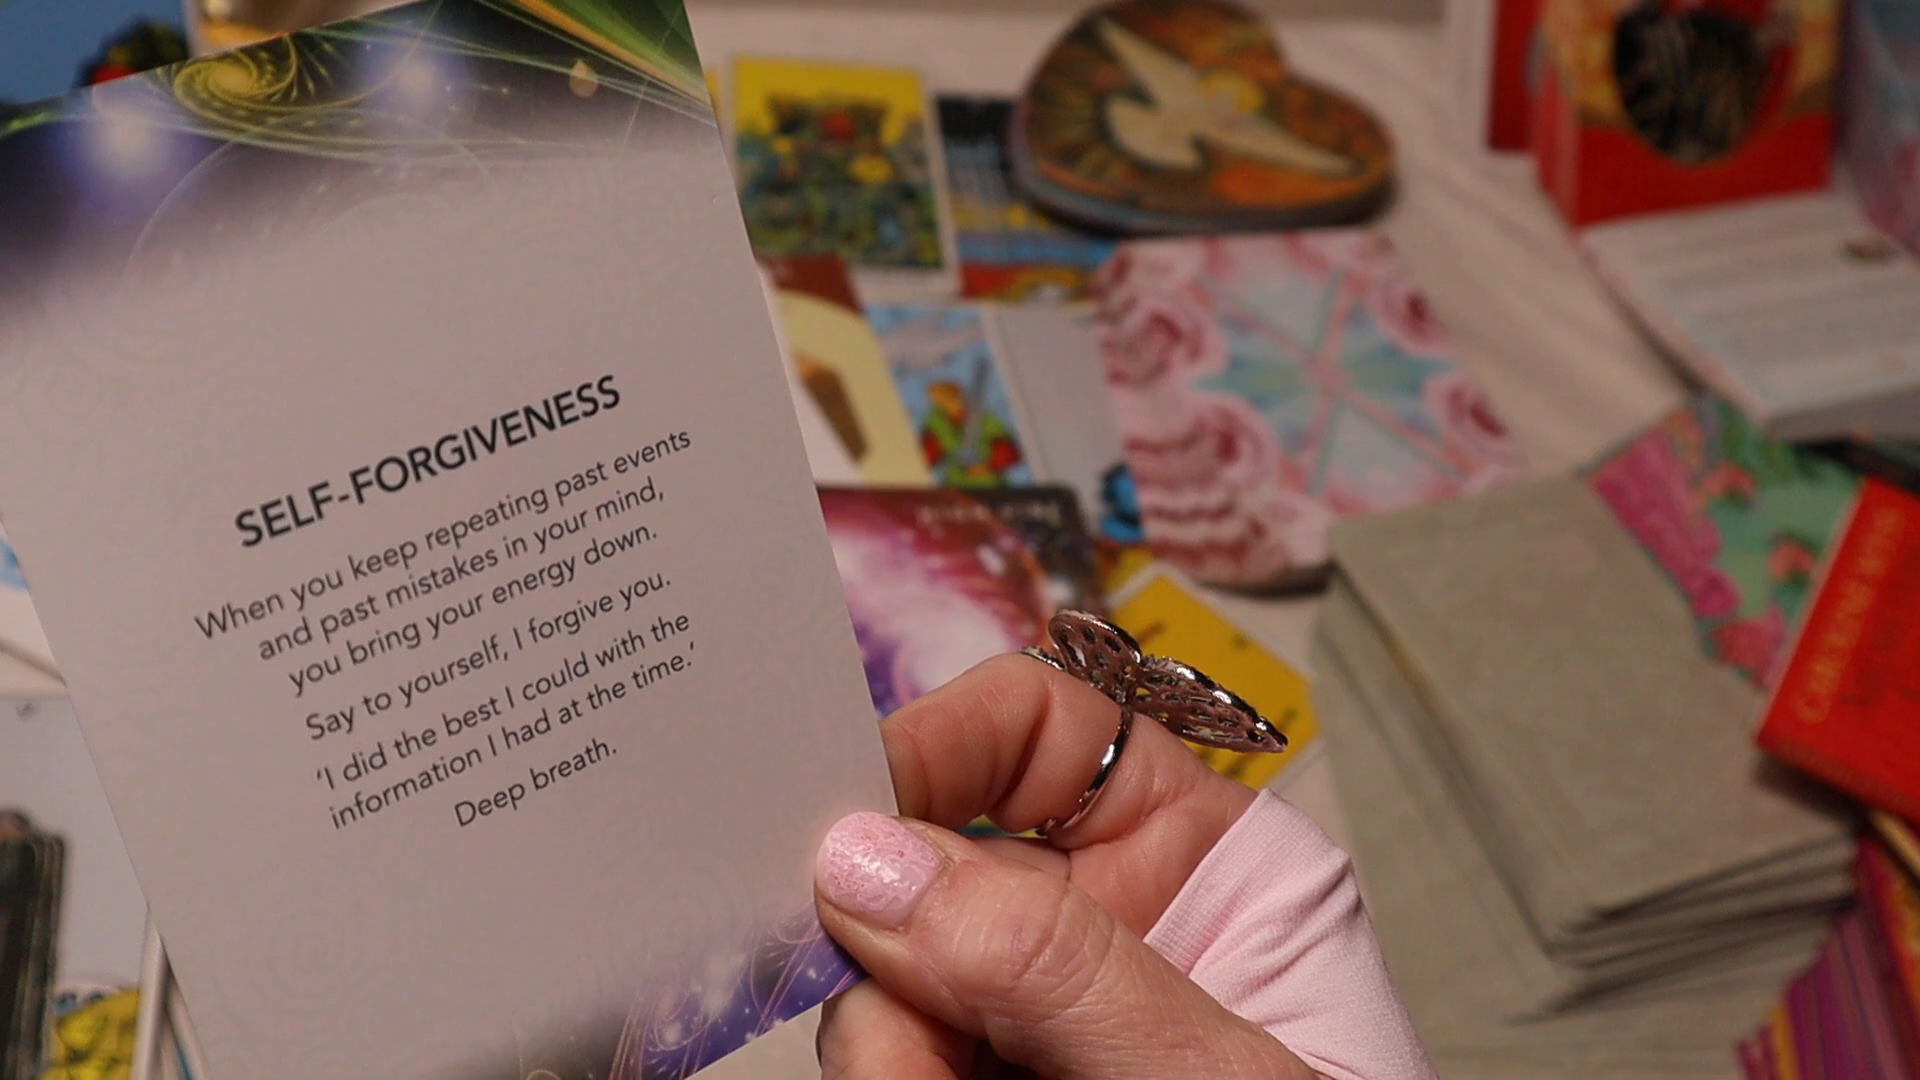 SELF-FORGIVENESS
When you keep repeating past events
and past mistakes in your mind,
you bring your energy down.
Say to yourself, I forgive you.
‘I did the best I could with the
information I had at the time.’
Deep breath.